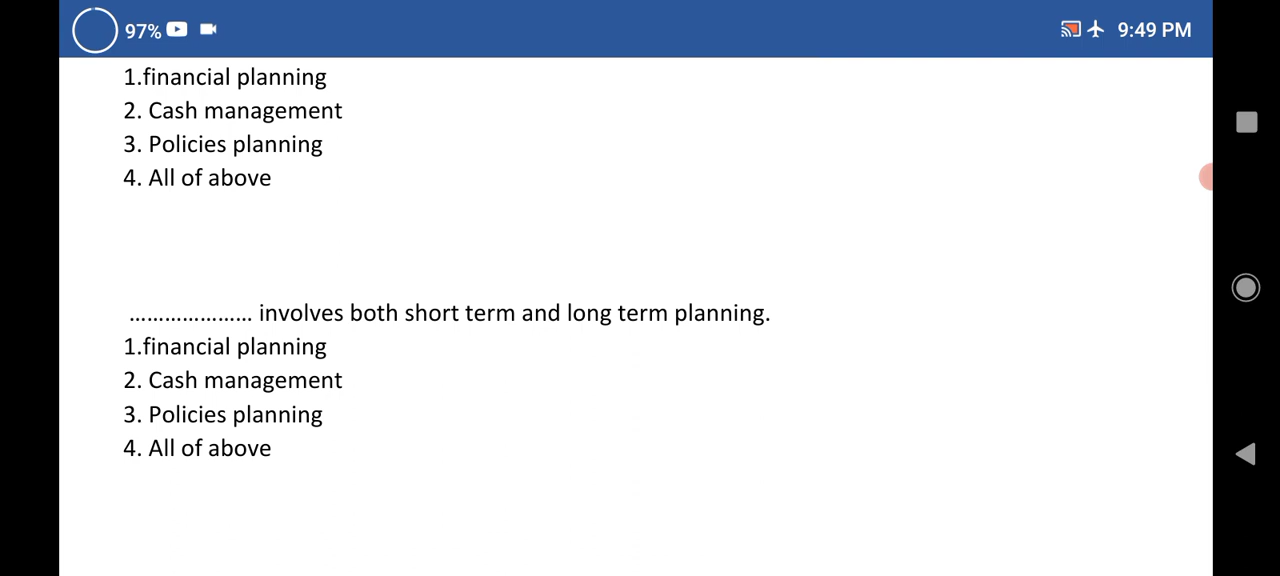 97% 9:49 PM
1.financial planning
2. Cash management
3. Policies planning
4. All of above
..................... involves both short term and long term planning.
1.financial planning
2. Cash management
3. Policies planning
4. All of above